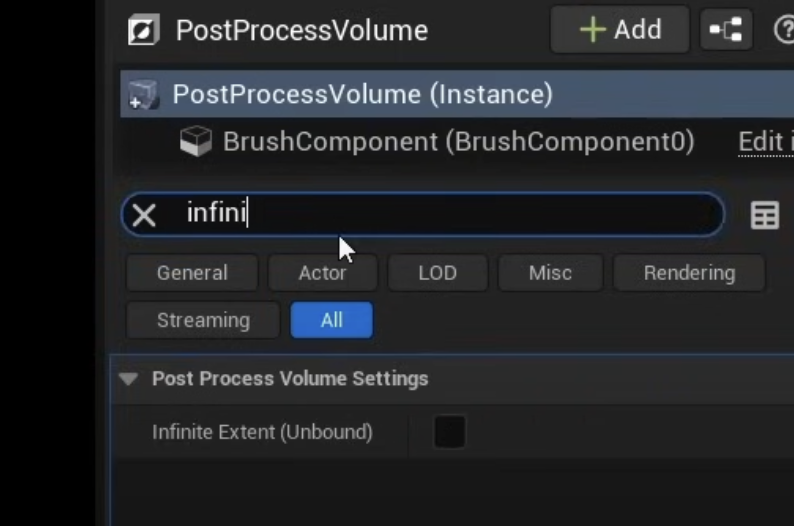 PostProcessVolume
Add
PostProcessVolume (Instance)
BrushComponent (BrushComponent0)
Edit i
infini
General
Actor
LOD
Misc
Rendering
Streaming
All
Post Process Volume Settings
Infinite Extent (Unbound)